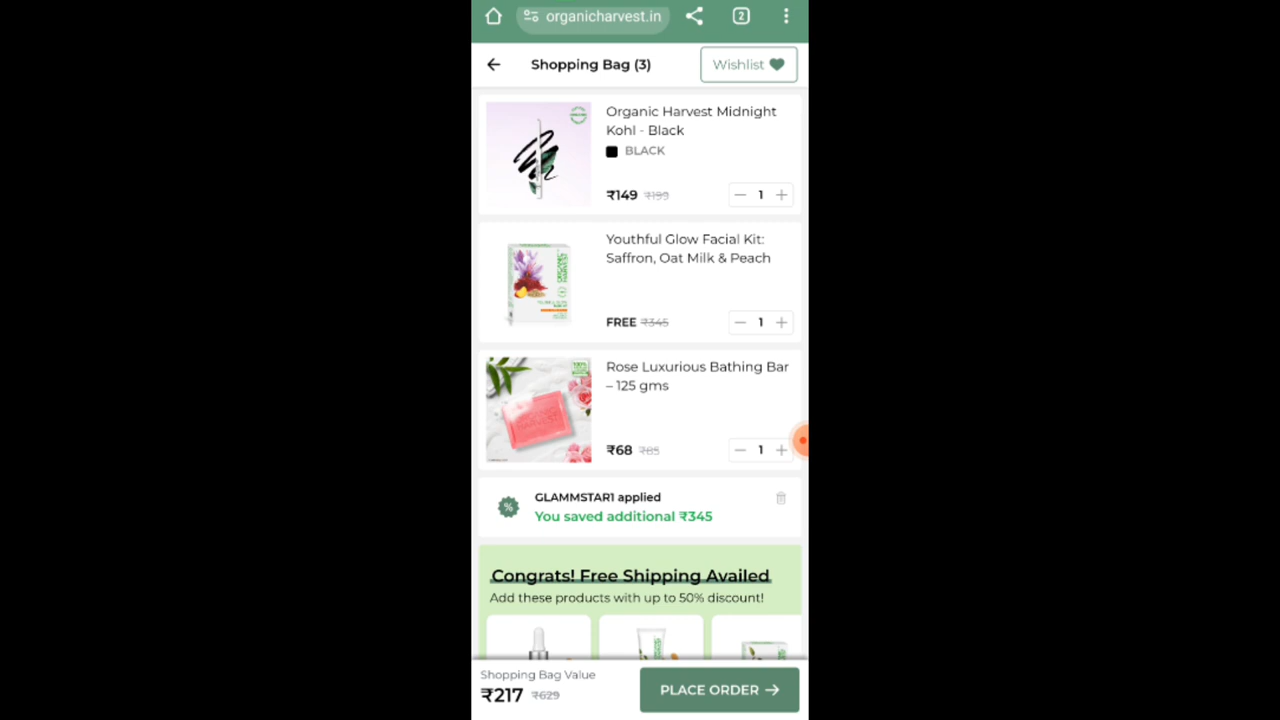 organicharvest.in
2
Shopping Bag (3)
Wishlist
Organic Harvest Midnight
Kohl - Black
BLACK
₹149 ₹199
1
Youthful Glow Facial Kit:
Saffron, Oat Milk & Peach
FREE ₹345
1
Rose Luxurious Bathing Bar
– 125 gms
₹68 ₹85
1
%
GLAMMSTAR1 applied
You saved additional ₹345
Congrats! Free Shipping Availed
Add these products with up to 50% discount!
Shopping Bag Value
₹217 ₹629
PLACE ORDER